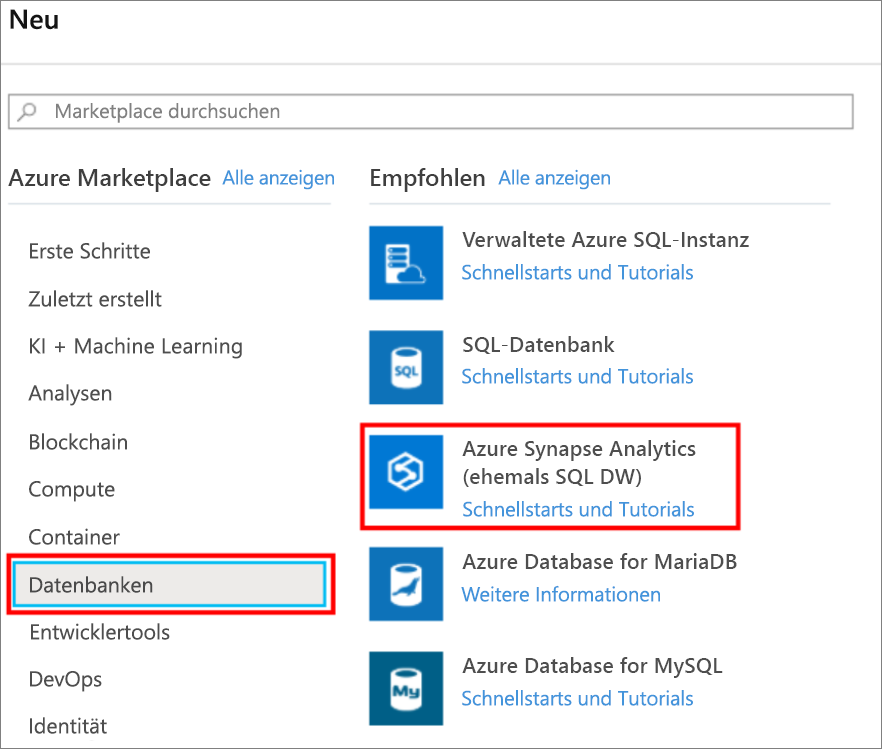 Neu
Marketplace durchsuchen
Azure Marketplace Alle anzeigen
Erste Schritte
Zuletzt erstellt
KI + Machine Learning
Analysen
Blockchain
Compute
Container
Datenbanken
Entwicklertools
DevOps
Identität
Empfohlen Alle anzeigen
Verwaltete Azure SQL-Instanz
Schnellstarts und Tutorials
SQL
SQL-Datenbank
Schnellstarts und Tutorials
Azure Synapse Analytics
(ehemals SQL DW)
Schnellstarts und Tutorials
Azure Database for MariaDB
Weitere Informationen
My
Azure Database for MySQL
Schnellstarts und Tutorials